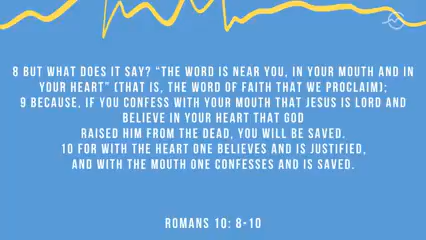 8 BUT WHAT DOES IT SAY? “THE WORD IS NEAR YOU, IN YOUR MOUTH AND IN
YOUR HEART” (THAT IS, THE WORD OF FAITH THAT WE PROCLAIM);
9 BECAUSE, IF YOU CONFESS WITH YOUR MOUTH THAT JESUS IS LORD AND
BELIEVE IN YOUR HEART THAT GOD
RAISED HIM FROM THE DEAD, YOU WILL BE SAVED.
10 FOR WITH THE HEART ONE BELIEVES AND IS JUSTIFIED,
AND WITH THE MOUTH ONE CONFESSES AND IS SAVED.
ROMANS 10: 8-10